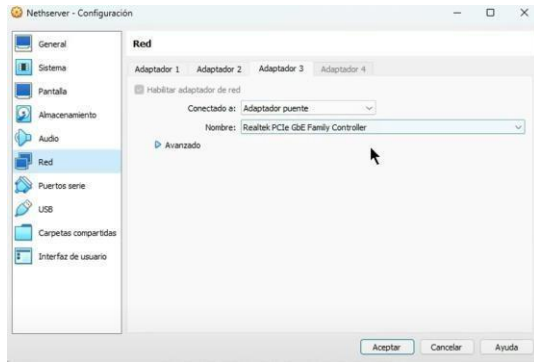 Nethserver - Configuración
General
Sistema
Pantalla
Almacenamiento
Audio
Red
Puertos serie
USB
Carpetas compartidas
Interfaz de usuario
Red
Adaptador 1 Adaptador 2 Adaptador 3 Adaptador 4
Habilitar adaptador de red
Conectado a: Adaptador puente
Nombre: Realtek PCIe GbE Family Controller
Avanzado
Aceptar Cancelar Ayuda